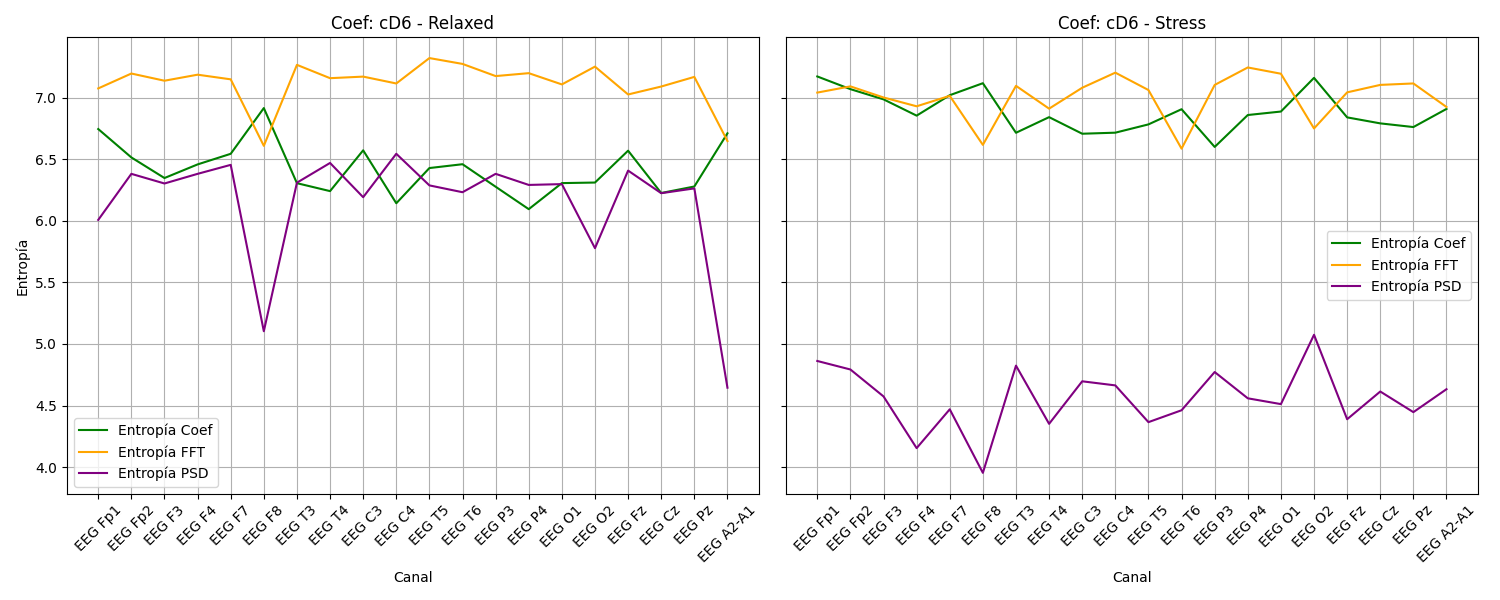 Coef: cD6 - Relaxed
Entropía
7.0
6.5
6.0
5.5
5.0
4.5
4.0
Entropía Coef
Entropía FFT
Entropía PSD
EEG Fp1
EEG Fp2
EEG F3
EEG F4
EEG F7
EEG F8
EEG T3
EEG T4
EEG C3
EEG C4
EEG T5
EEG T6
EEG P3
EEG P4
EEG O1
EEG O2
EEG Fz
EEG Cz
EEG Pz
EEG A2-A1
Canal
Coef: cD6 - Stress
Entropía Coef
Entropía FFT
Entropía PSD
EEG Fp1
EEG Fp2
EEG F3
EEG F4
EEG F7
EEG F8
EEG T3
EEG T4
EEG C3
EEG C4
EEG T5
EEG T6
EEG P3
EEG P4
EEG O1
EEG O2
EEG Fz
EEG Cz
EEG Pz
EEG A2-A1
Canal